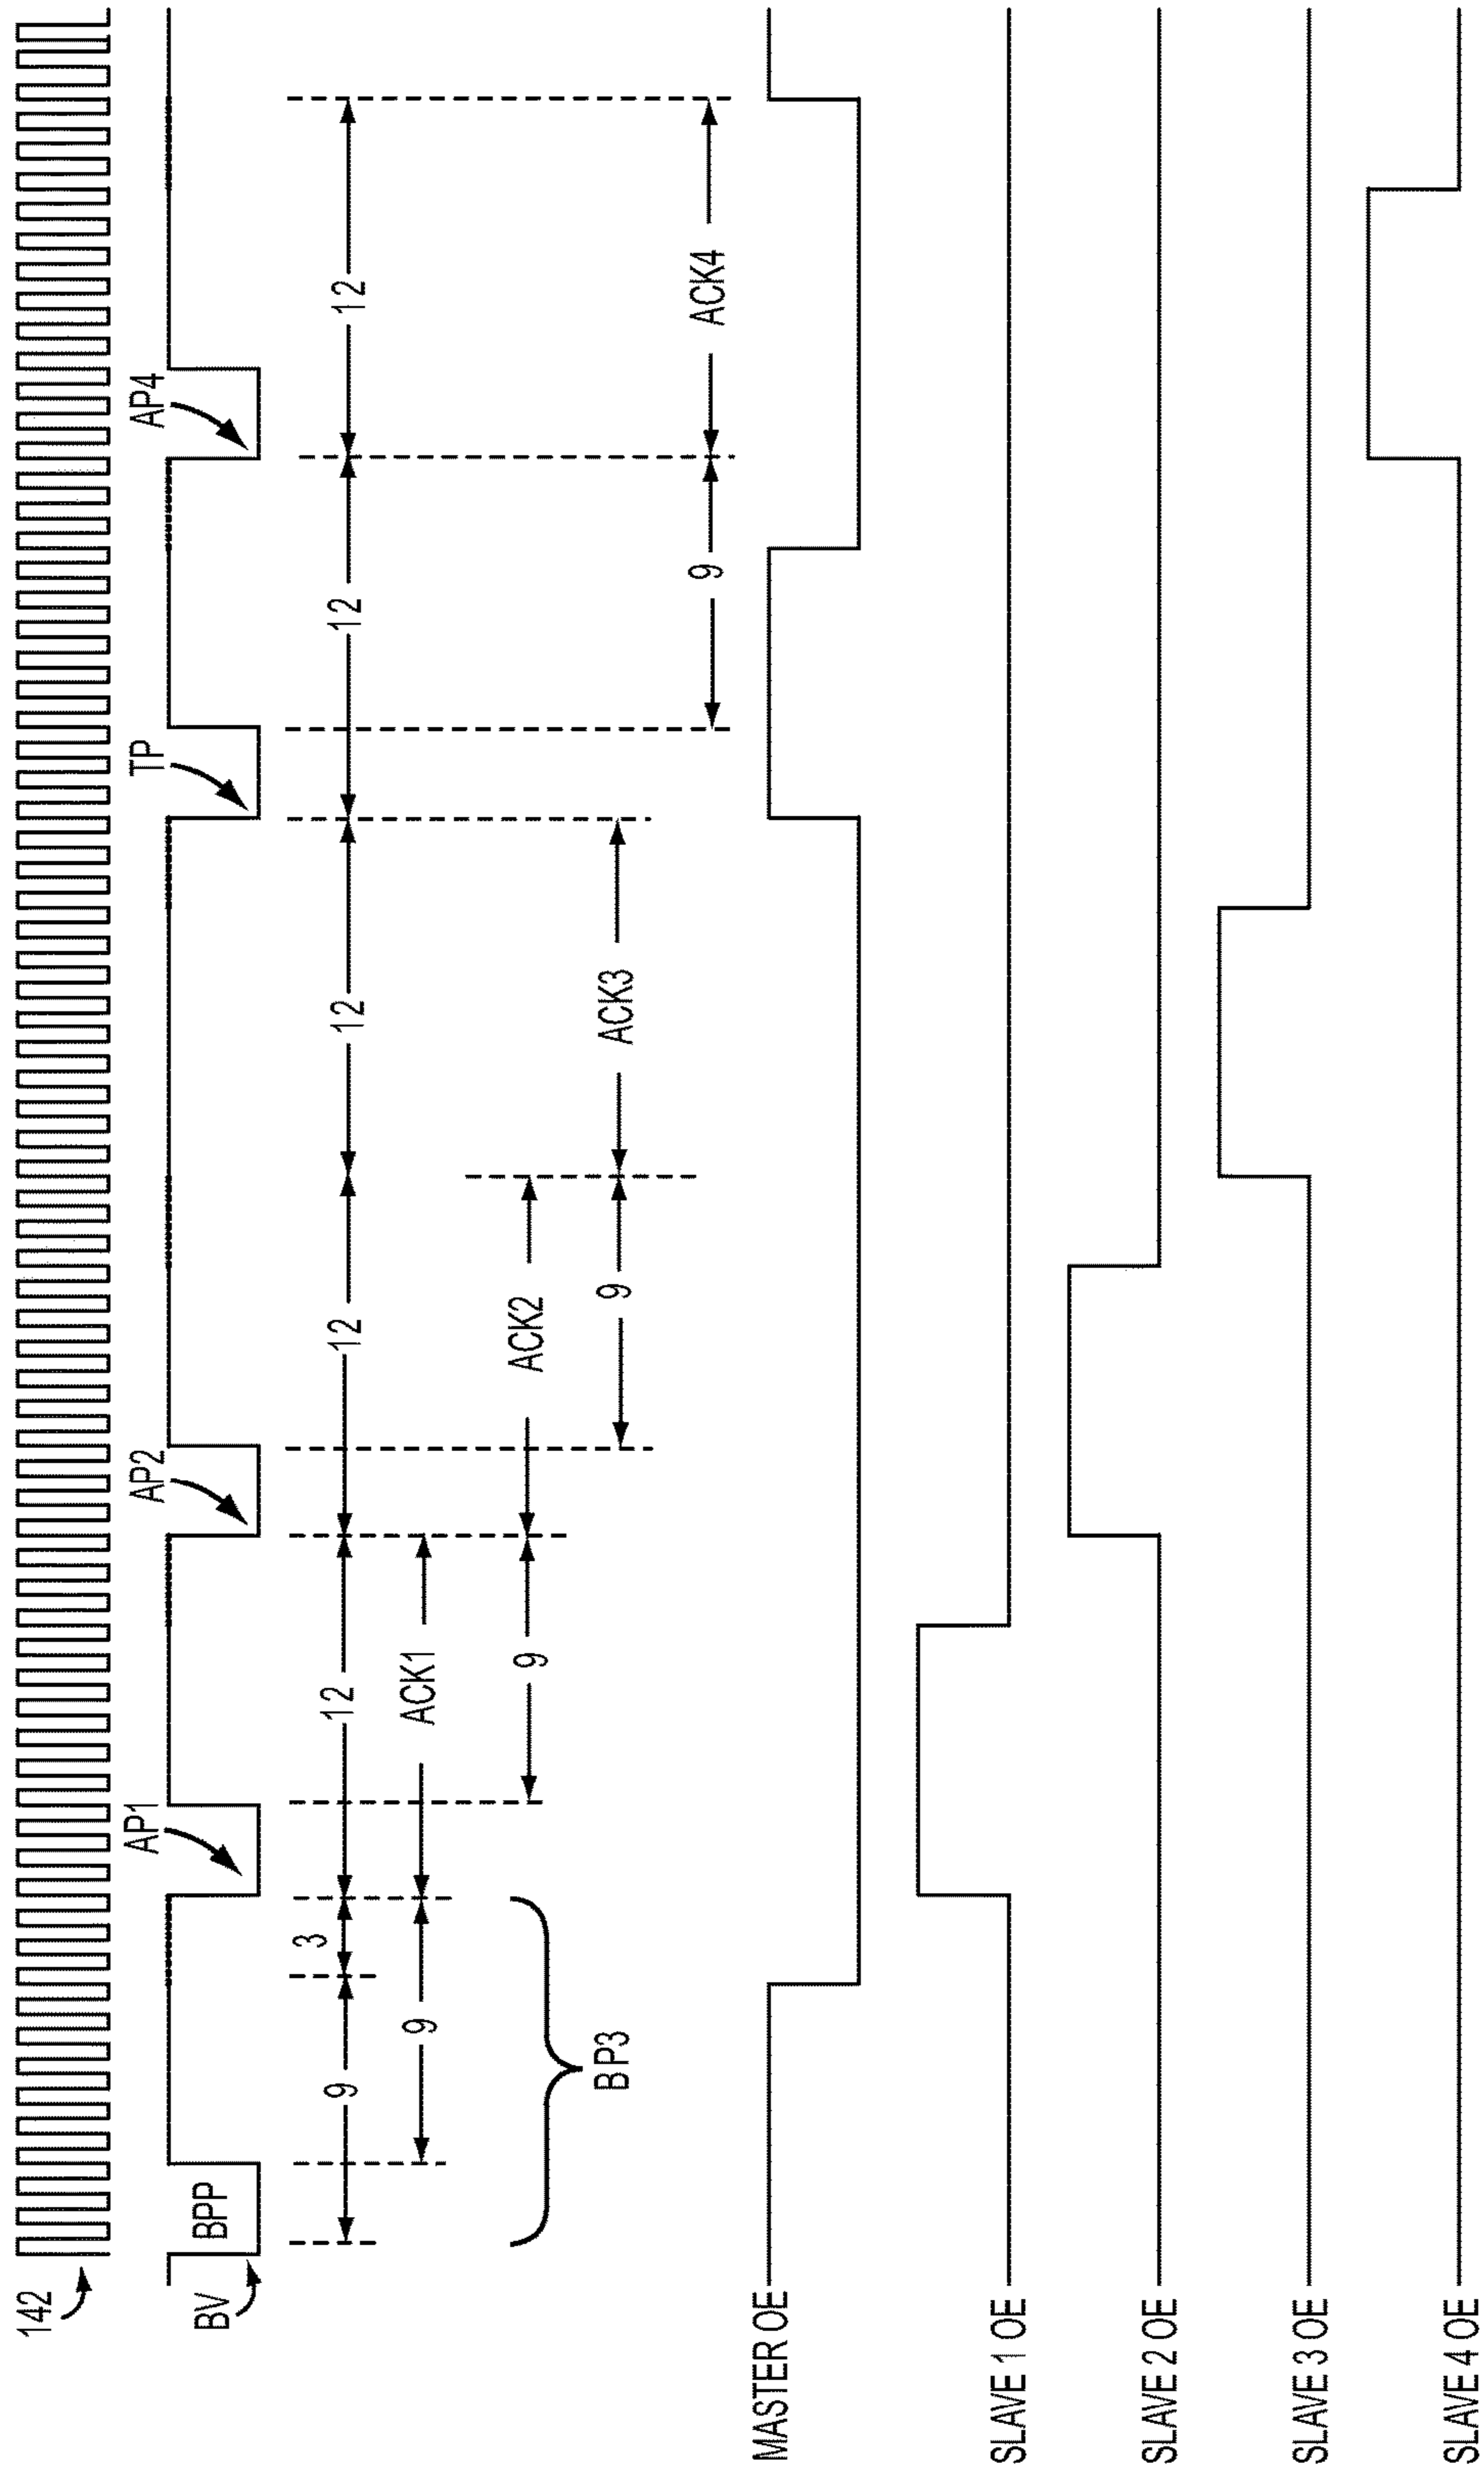 142
BV
BPP
AP1
AP2
TP
AP4
9
3
12
12
12
12
12
9
ACK1
9
ACK2
9
ACK3
9
ACK4
BP3
MASTER OE
SLAVE 1 OE
SLAVE 2 OE
SLAVE 3 OE
SLAVE 4 OE